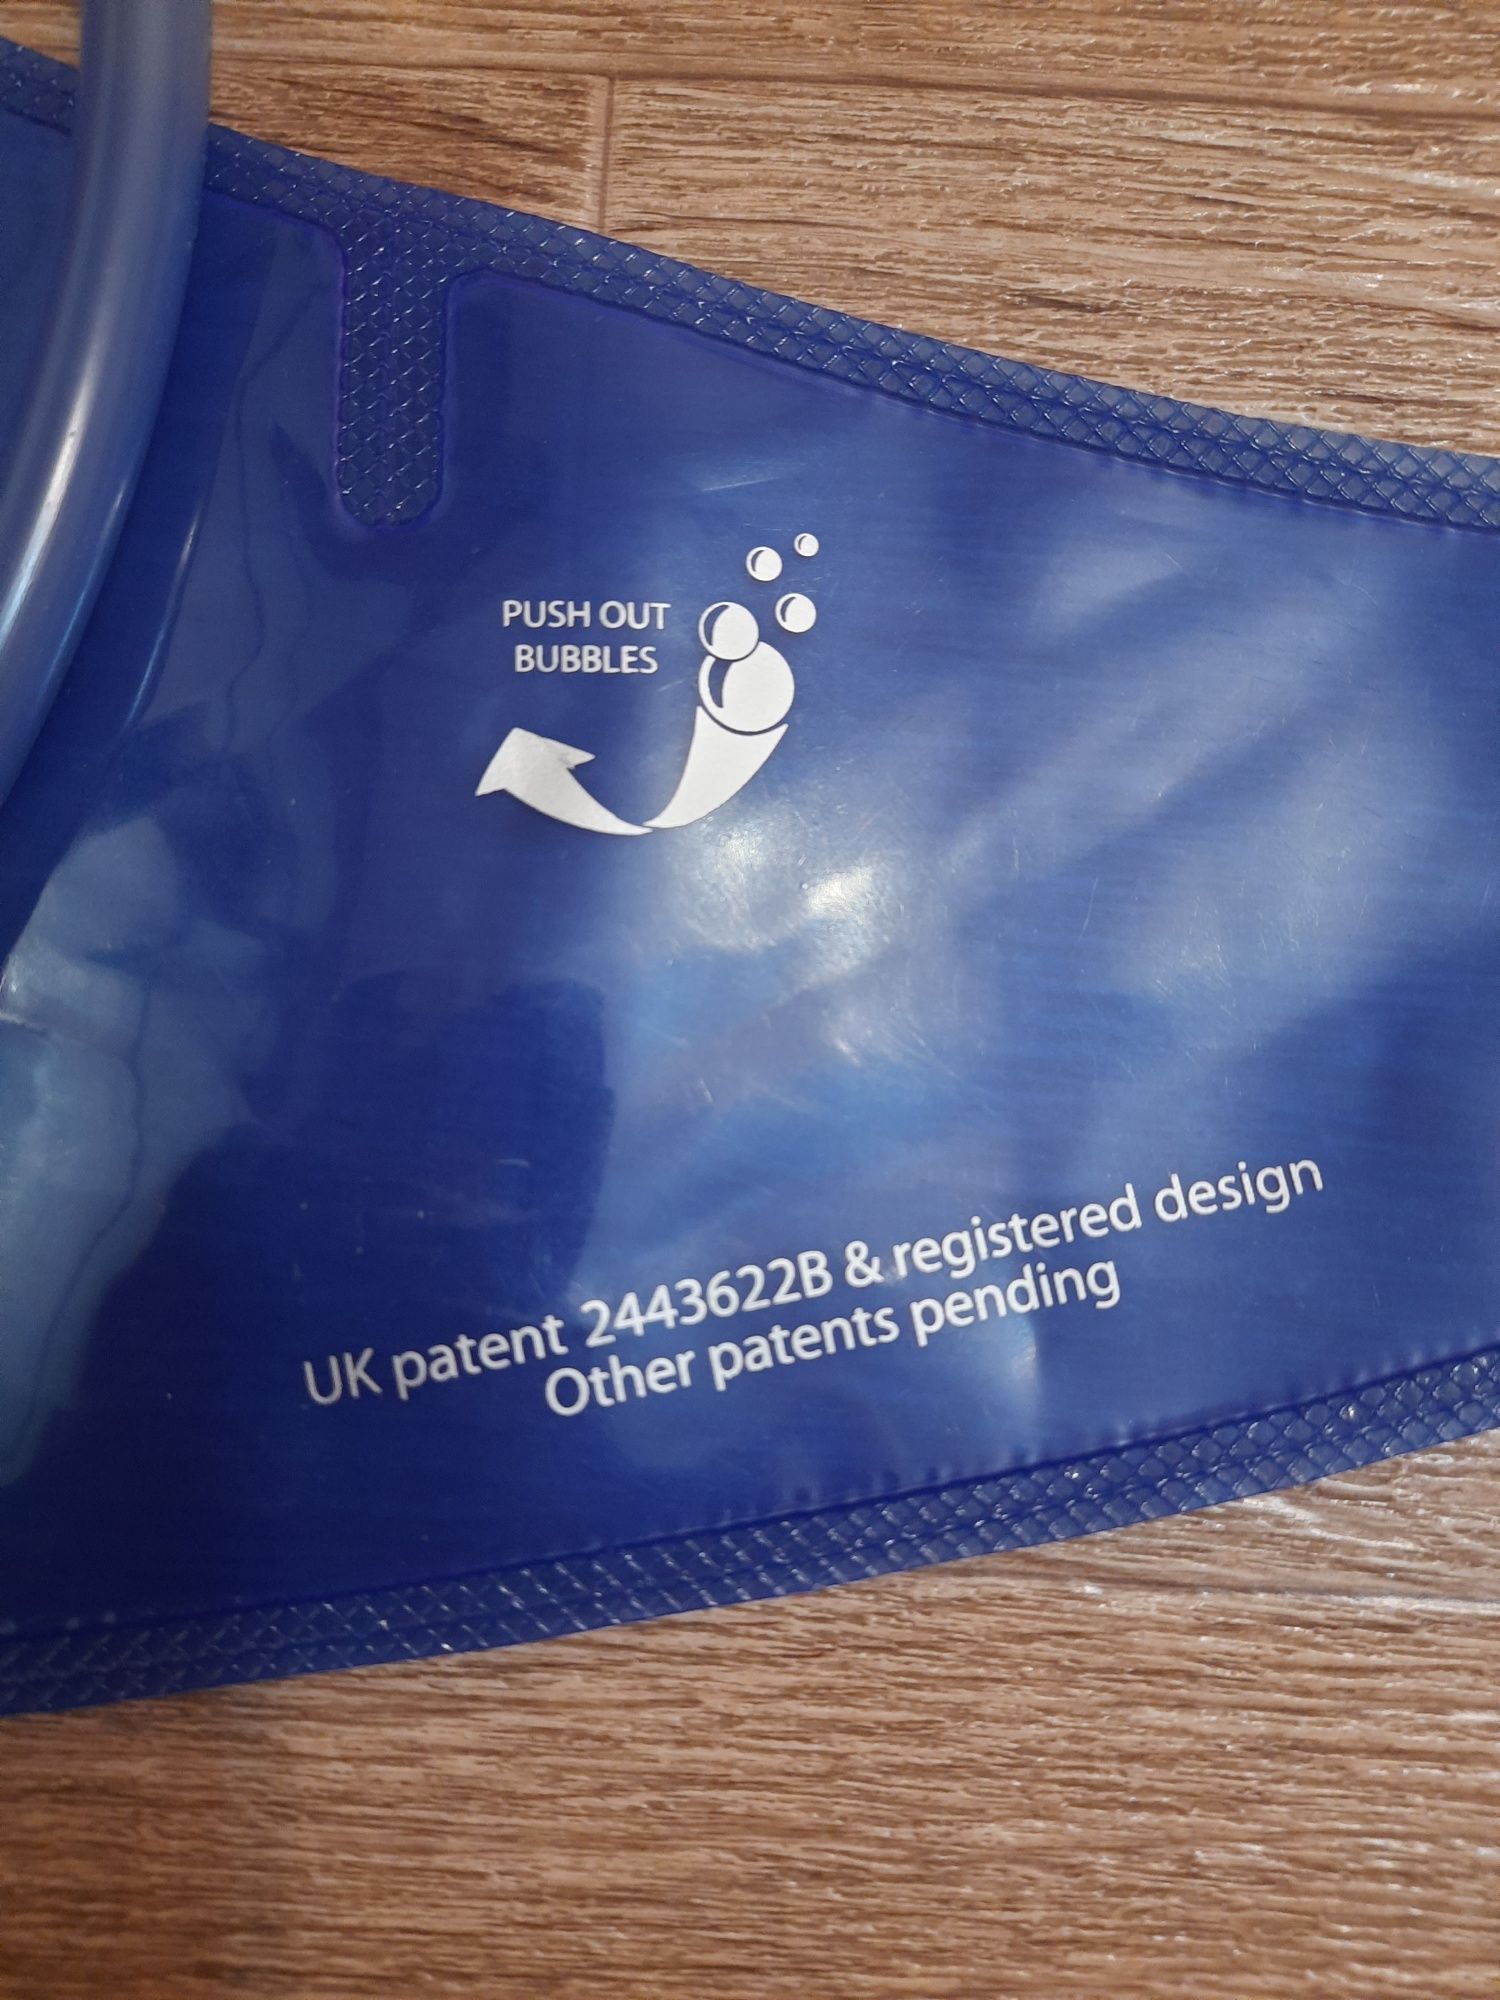 PUSH OUT
BUBBLES
UK patent 2443622B & registered design
Other patents pending